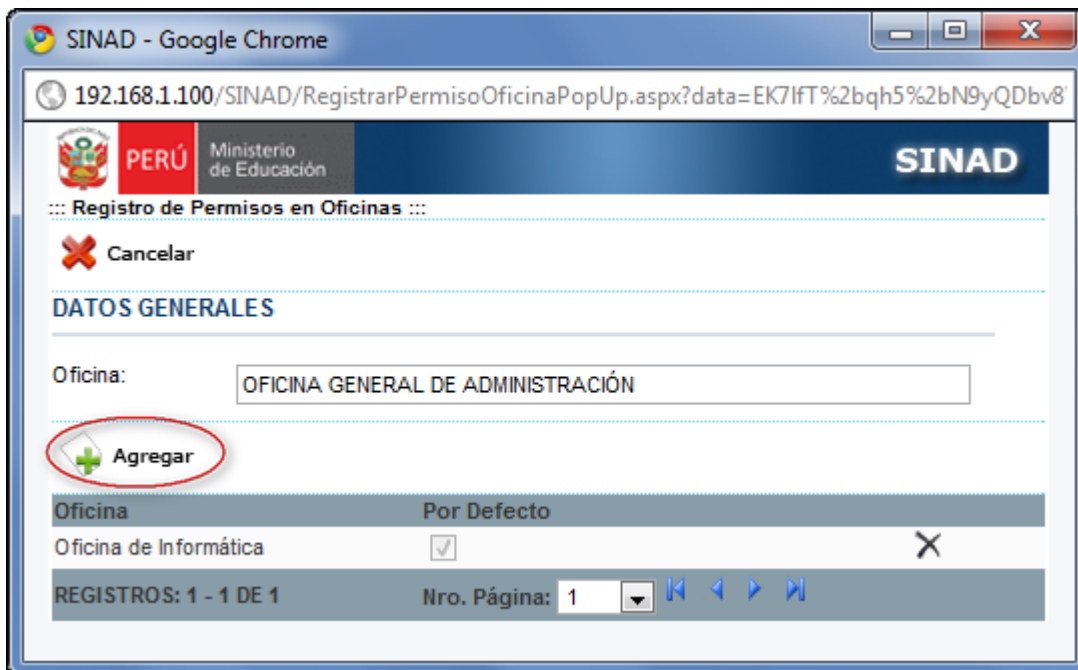 SINAD - Google Chrome
192.168.1.100/SINAD/RegistrarPermisoOficinaPopUp.aspx?data=EK7IfT%2bqh5%2bN9yQDbv8
PERÚ
Ministerio
de Educación
SINAD
::: Registro de Permisos en Oficinas :::
Cancelar
DATOS GENERALES
Oficina: OFICINA GENERAL DE ADMINISTRACIÓN
Agregar
Oficina Por Defecto
Oficina de Informática
REGISTROS: 1 - 1 DE 1 Nro. Página: 1